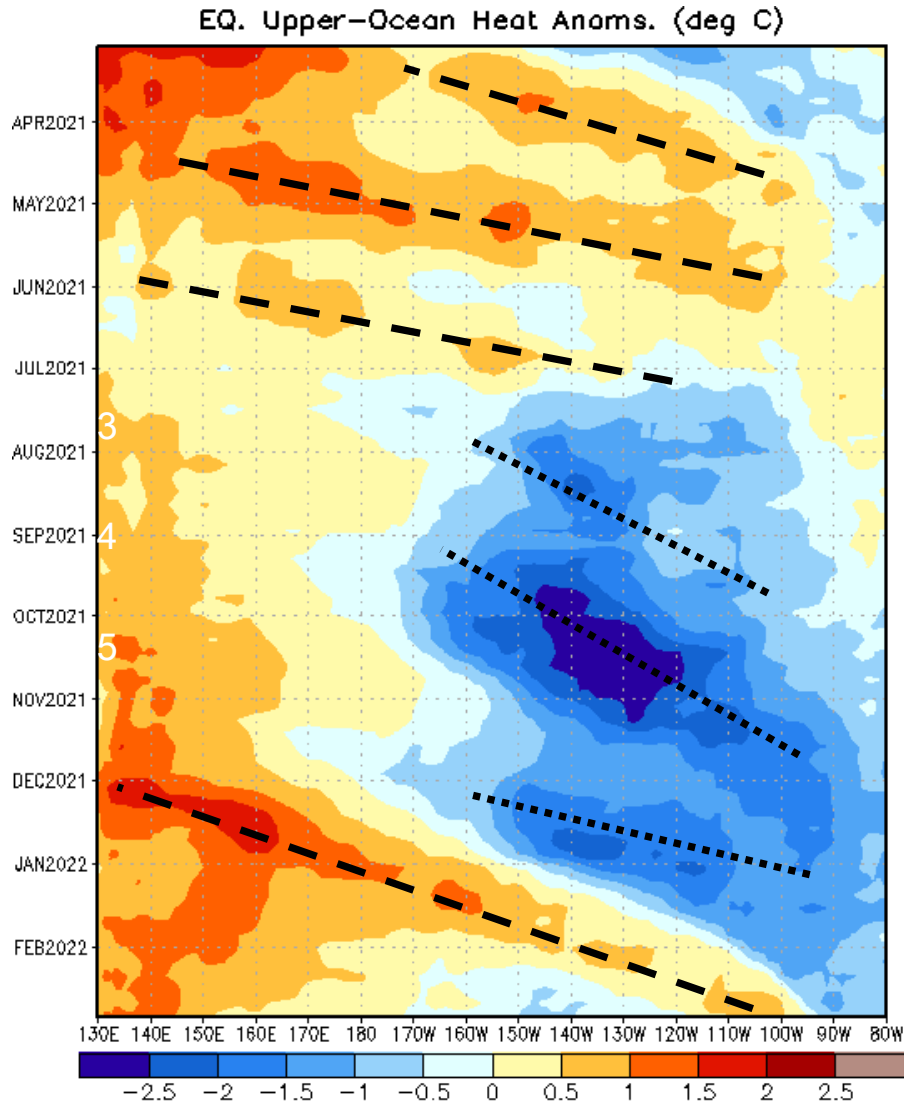 EQ. Upper-Ocean Heat Anoms. (deg C)
APR2021
MAY2021
JUN2021
JUL2021
3
AUG2021
4
SEP2021
OCT2021
5
NOV2021
DEC2021
JAN2022
FEB2022
130E 140E 150E 160E 170E 180 170W 160W 150W 140W 130W 120W 110W 100W 90W 80W
-2.5 -2 -1.5 -1 -0.5 0 0.5 1 1.5 2 2.5